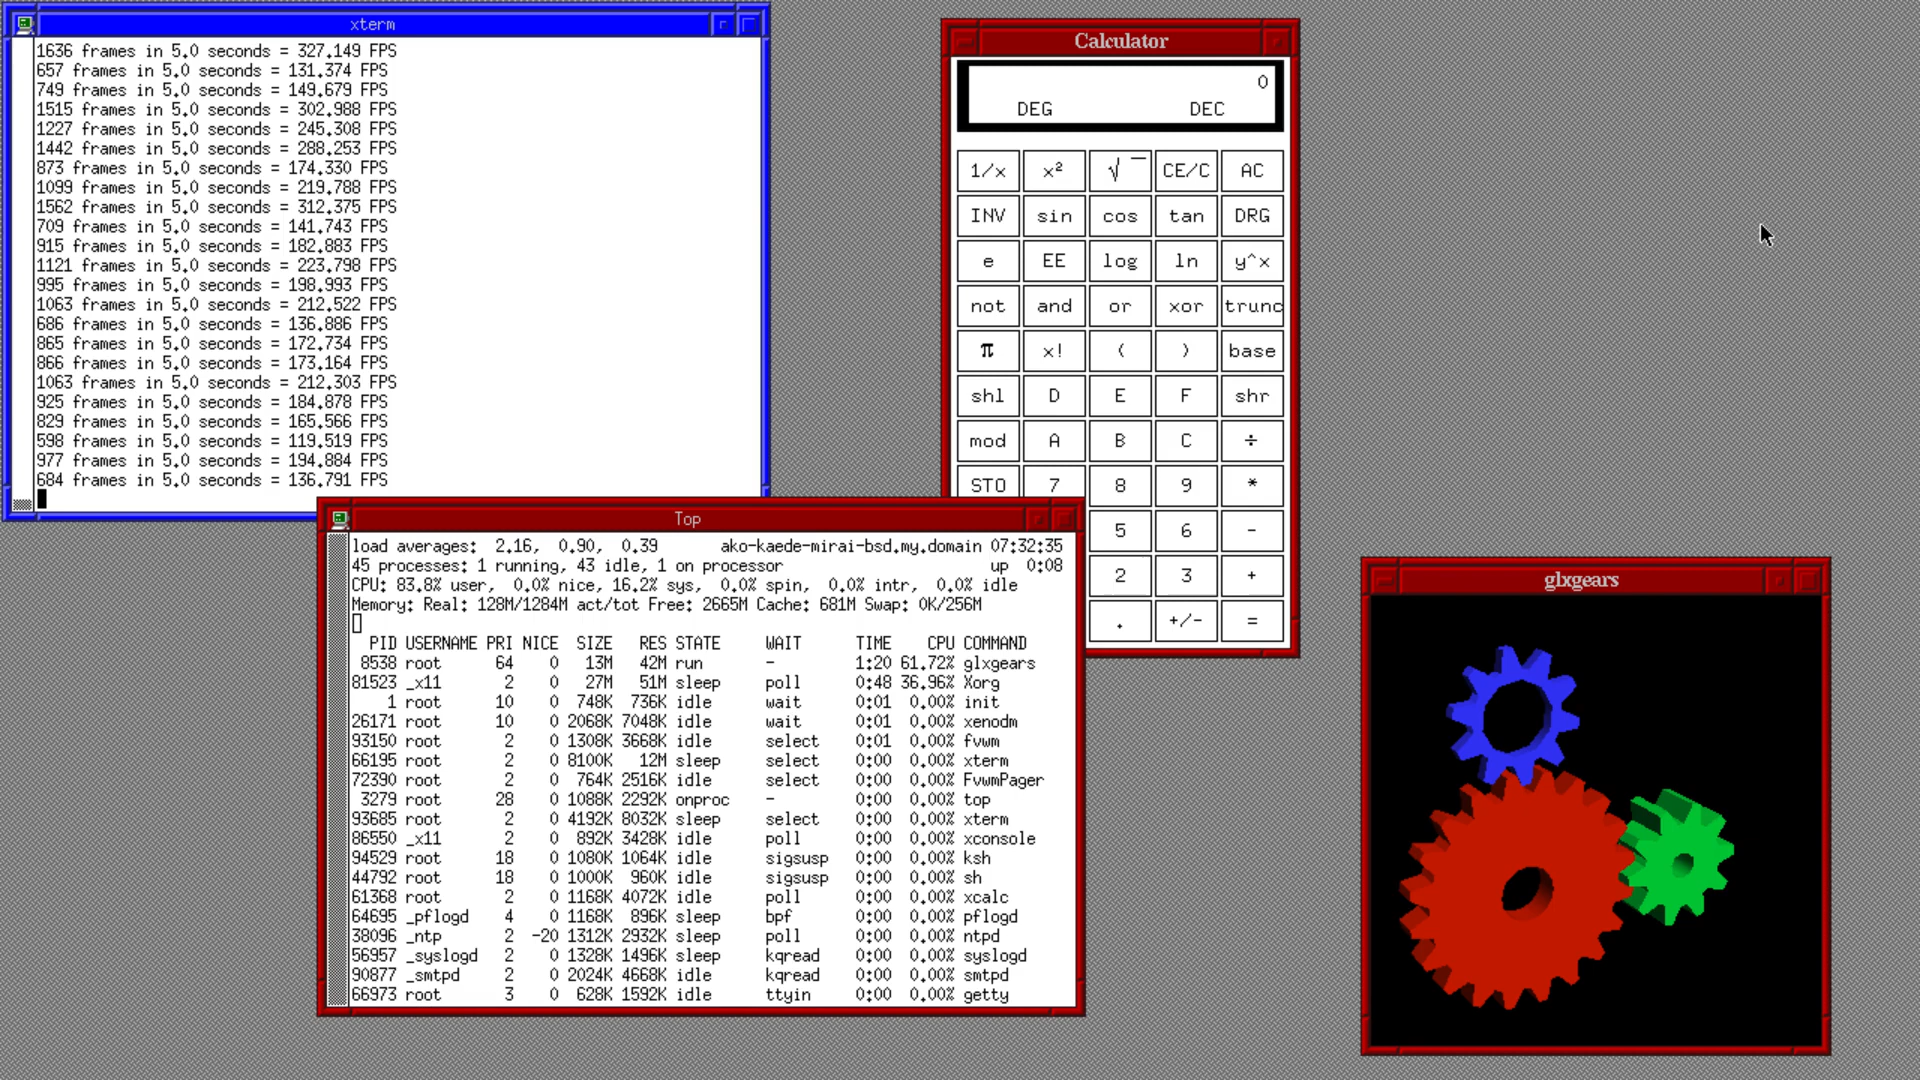 xterm
1636 frames in 5.0 seconds = 327.149 FPS
657 frames in 5.0 seconds = 131.374 FPS
749 frames in 5.0 seconds = 149.679 FPS
1515 frames in 5.0 seconds = 302.988 FPS
1227 frames in 5.0 seconds = 245.308 FPS
1442 frames in 5.0 seconds = 288.253 FPS
873 frames in 5.0 seconds = 174.330 FPS
1099 frames in 5.0 seconds = 219.788 FPS
1562 frames in 5.0 seconds = 312.375 FPS
709 frames in 5.0 seconds = 141.743 FPS
915 frames in 5.0 seconds = 182.883 FPS
1121 frames in 5.0 seconds = 223.798 FPS
995 frames in 5.0 seconds = 198.993 FPS
1063 frames in 5.0 seconds = 212.522 FPS
686 frames in 5.0 seconds = 136.886 FPS
865 frames in 5.0 seconds = 172.734 FPS
866 frames in 5.0 seconds = 173.164 FPS
1063 frames in 5.0 seconds = 212.303 FPS
925 frames in 5.0 seconds = 184.878 FPS
829 frames in 5.0 seconds = 165.566 FPS
598 frames in 5.0 seconds = 119.519 FPS
977 frames in 5.0 seconds = 194.884 FPS
684 frames in 5.0 seconds = 136.791 FPS
Calculator
0
DEG DEC
1/x x² √‾ CE/C AC
INV sin cos tan DRG
e EE log ln y^x
not and or xor trunc
π x! ( ) base
shl D E F shr
mod A B C ÷
STO 7 8 9 *
5 6 -
2 3 +
. +/- =
Top
load averages: 2.16, 0.90, 0.39 ako-kaede-mirai-bsd.my.domain 07:32:35
45 processes: 1 running, 43 idle, 1 on processor up 0:08
CPU: 83.8% user, 0.0% nice, 16.2% sys, 0.0% spin, 0.0% intr, 0.0% idle
Memory: Real: 128M/1284M act/tot Free: 2665M Cache: 681M Swap: 0K/256M
PID USERNAME PRI NICE SIZE RES STATE WAIT TIME CPU COMMAND
8538 root 64 0 13M 42M run - 1:20 61.72% glxgears
81523 _x11 2 0 27M 51M sleep poll 0:48 36.96% Xorg
1 root 10 0 748K 736K idle wait 0:01 0.00% init
26171 root 10 0 2068K 7048K idle wait 0:01 0.00% xenodm
93150 root 2 0 1308K 3668K idle select 0:01 0.00% fvwm
66195 root 2 0 8100K 12M sleep select 0:00 0.00% xterm
72390 root 2 0 764K 2516K idle select 0:00 0.00% FvwmPager
3279 root 28 0 1088K 2292K onproc - 0:00 0.00% top
93685 root 2 0 4192K 8032K sleep select 0:00 0.00% xterm
86550 _x11 2 0 892K 3428K idle poll 0:00 0.00% xconsole
94529 root 18 0 1080K 1064K idle sigsusp 0:00 0.00% ksh
44792 root 18 0 1000K 960K idle sigsusp 0:00 0.00% sh
61368 root 2 0 1168K 4072K idle poll 0:00 0.00% xcalc
64695 _pflogd 4 0 1168K 896K sleep bpf 0:00 0.00% pflogd
38096 _ntp 2 -20 1312K 2932K sleep poll 0:00 0.00% ntpd
56957 _syslogd 2 0 1328K 1496K sleep kqread 0:00 0.00% syslogd
90877 _smtpd 2 0 2024K 4668K idle kqread 0:00 0.00% smtpd
66973 root 3 0 628K 1592K idle ttyin 0:00 0.00% getty
glxgears